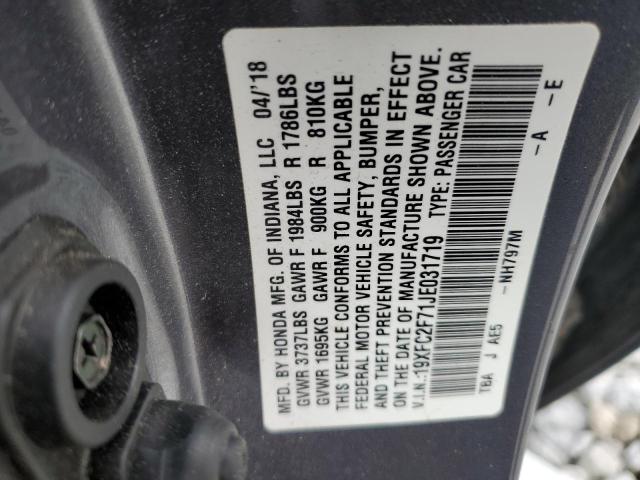 MFD. BY HONDA MFG. OF INDIANA, LLC 04/'18
GVWR 3737LBS GAWR F 1984LBS R 1786LBS
GVWR 1695KG GAWR F 900KG R 810KG
THIS VEHICLE CONFORMS TO ALL APPLICABLE
FEDERAL MOTOR VEHICLE SAFETY, BUMPER,
AND THEFT PREVENTION STANDARDS IN EFFECT
ON DATE OF MANUFACTURE SHOWN ABOVE.
V.I.N.:19XFC2F71JE031719 TYPE: PASSENGER CAR
-NH797M -A -E
TBA J AE5